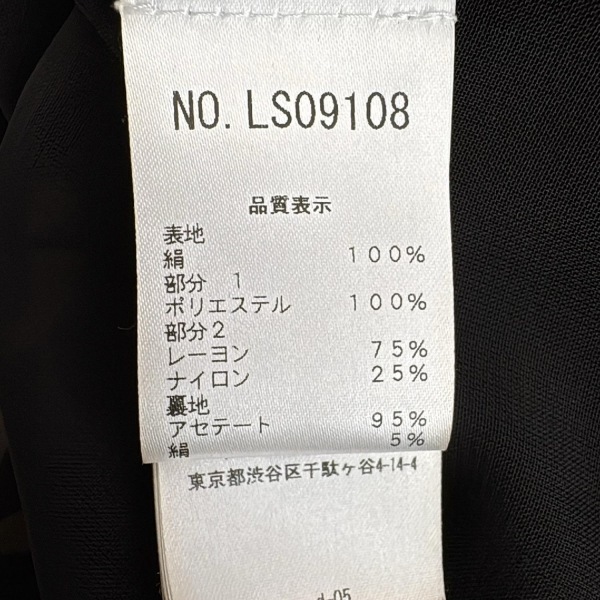 NO. LS09108
品質表示
表地
絹 100%
部分 1
ポリエステル 100%
部分2
レーヨン 75%
ナイロン 25%
裏地
アセテート 95%
絹 5%
東京都渋谷区千駄ケ谷4-14-4